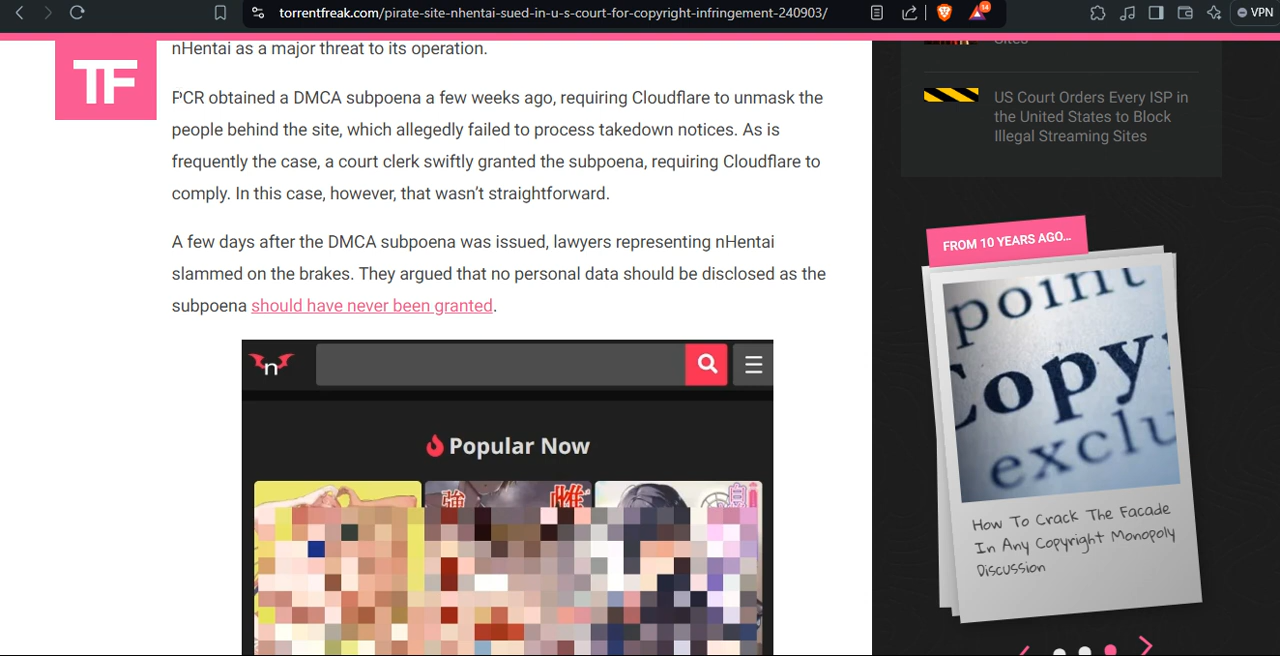 torrentfreak.com/pirate-site-nhentai-sued-in-u-s-court-for-copyright-infringement-240903/
14
VPN
TF
nHentai as a major threat to its operation.
PCR obtained a DMCA subpoena a few weeks ago, requiring Cloudflare to unmask the
people behind the site, which allegedly failed to process takedown notices. As is
frequently the case, a court clerk swiftly granted the subpoena, requiring Cloudflare to
comply. In this case, however, that wasn't straightforward.
A few days after the DMCA subpoena was issued, lawyers representing nHentai
slammed on the brakes. They argued that no personal data should be disclosed as the
subpoena should have never been granted.
n
Popular Now
強
雌
Sites
US Court Orders Every ISP in
the United States to Block
Illegal Streaming Sites
FROM 10 YEARS AGO...
point
Copy
exclu
How To Crack The Facade
In Any Copyright Monopoly
Discussion